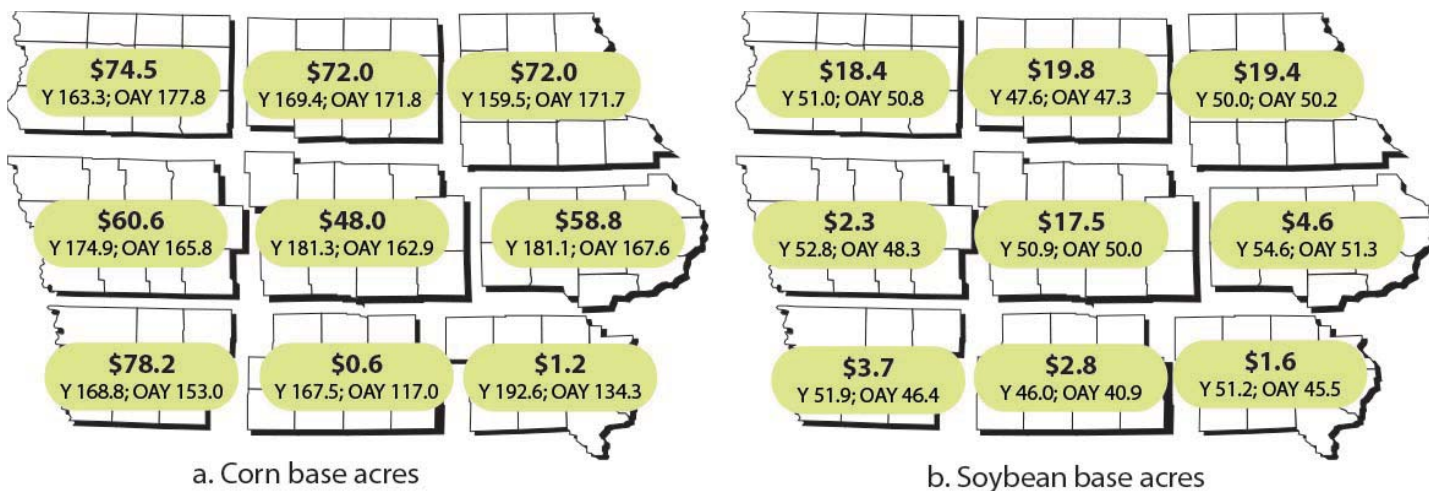 $74.5
Y 163.3; OAY 177.8
$72.0
Y 169.4; OAY 171.8
$72.0
Y 159.5; OAY 171.7
$60.6
Y 174.9; OAY 165.8
$48.0
Y 181.3; OAY 162.9
$58.8
Y 181.1; OAY 167.6
$78.2
Y 168.8; OAY 153.0
$0.6
Y 167.5; OAY 117.0
$1.2
Y 192.6; OAY 134.3
a. Corn base acres
$18.4
Y 51.0; OAY 50.8
$19.8
Y 47.6; OAY 47.3
$19.4
Y 50.0; OAY 50.2
$2.3
Y 52.8; OAY 48.3
$17.5
Y 50.9; OAY 50.0
$4.6
Y 54.6; OAY 51.3
$3.7
Y 51.9; OAY 46.4
$2.8
Y 46.0; OAY 40.9
$1.6
Y 51.2; OAY 45.5
b. Soybean base acres